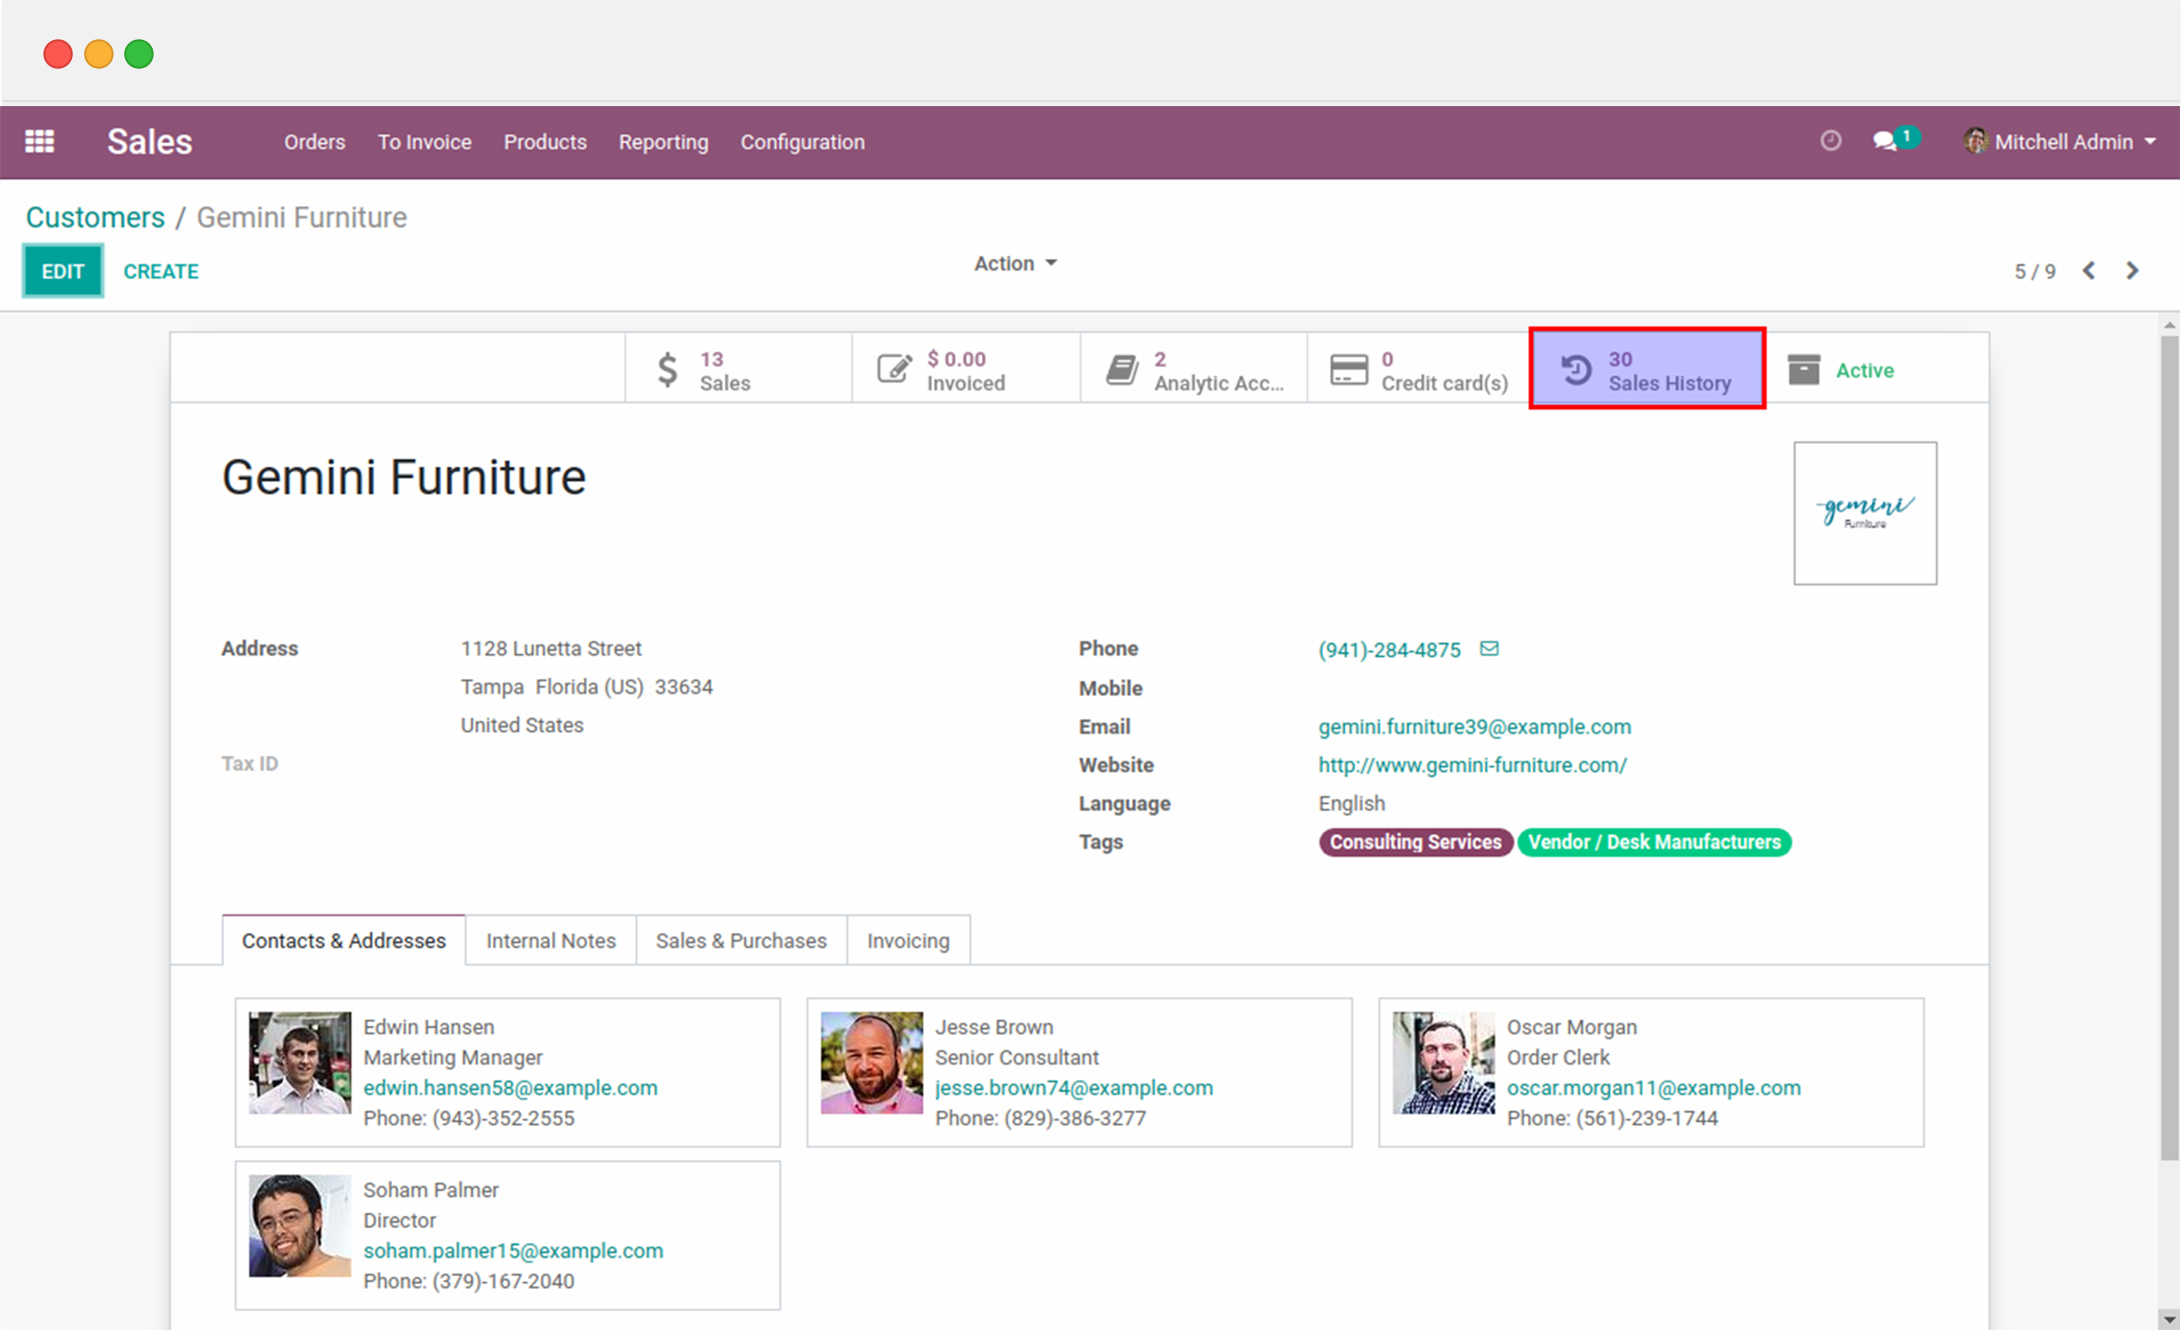 Sales Orders To Invoice Products Reporting Configuration 1 Mitchell Admin
Customers / Gemini Furniture
EDIT CREATE Action 5 / 9
13 Sales
$ 0.00 Invoiced
2 Analytic Acc...
0 Credit card(s)
30 Sales History
Active
Gemini Furniture
gemini
Furniture
Address 1128 Lunetta Street
Tampa Florida (US) 33634
United States
Tax ID
Phone (941)-284-4875
Mobile
Email gemini.furniture39@example.com
Website http://www.gemini-furniture.com/
Language English
Tags Consulting Services Vendor / Desk Manufacturers
Contacts & Addresses Internal Notes Sales & Purchases Invoicing
Edwin Hansen
Marketing Manager
edwin.hansen58@example.com
Phone: (943)-352-2555
Jesse Brown
Senior Consultant
jesse.brown74@example.com
Phone: (829)-386-3277
Oscar Morgan
Order Clerk
oscar.morgan11@example.com
Phone: (561)-239-1744
Soham Palmer
Director
soham.palmer15@example.com
Phone: (379)-167-2040